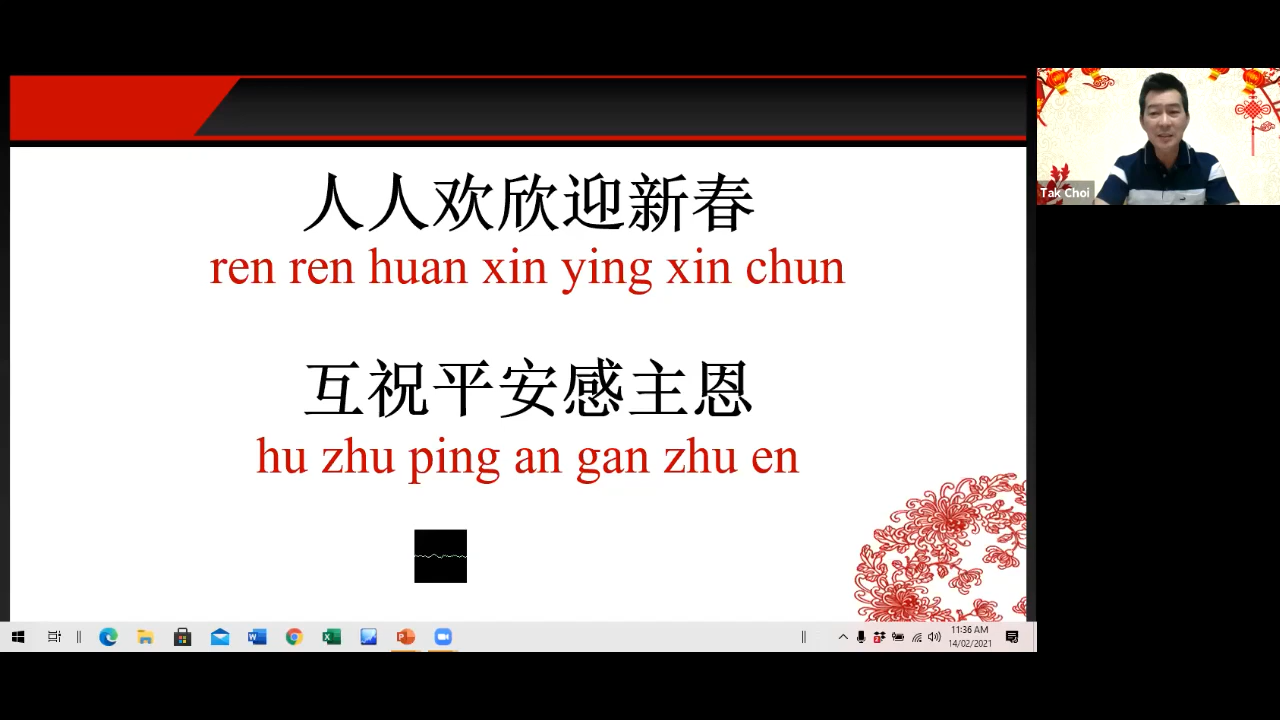 人人欢欣迎新春
ren ren huan xin ying xin chun
互祝平安感主恩
hu zhu ping an gan zhu en
Tak Choi
11:36 AM
14/02/2021